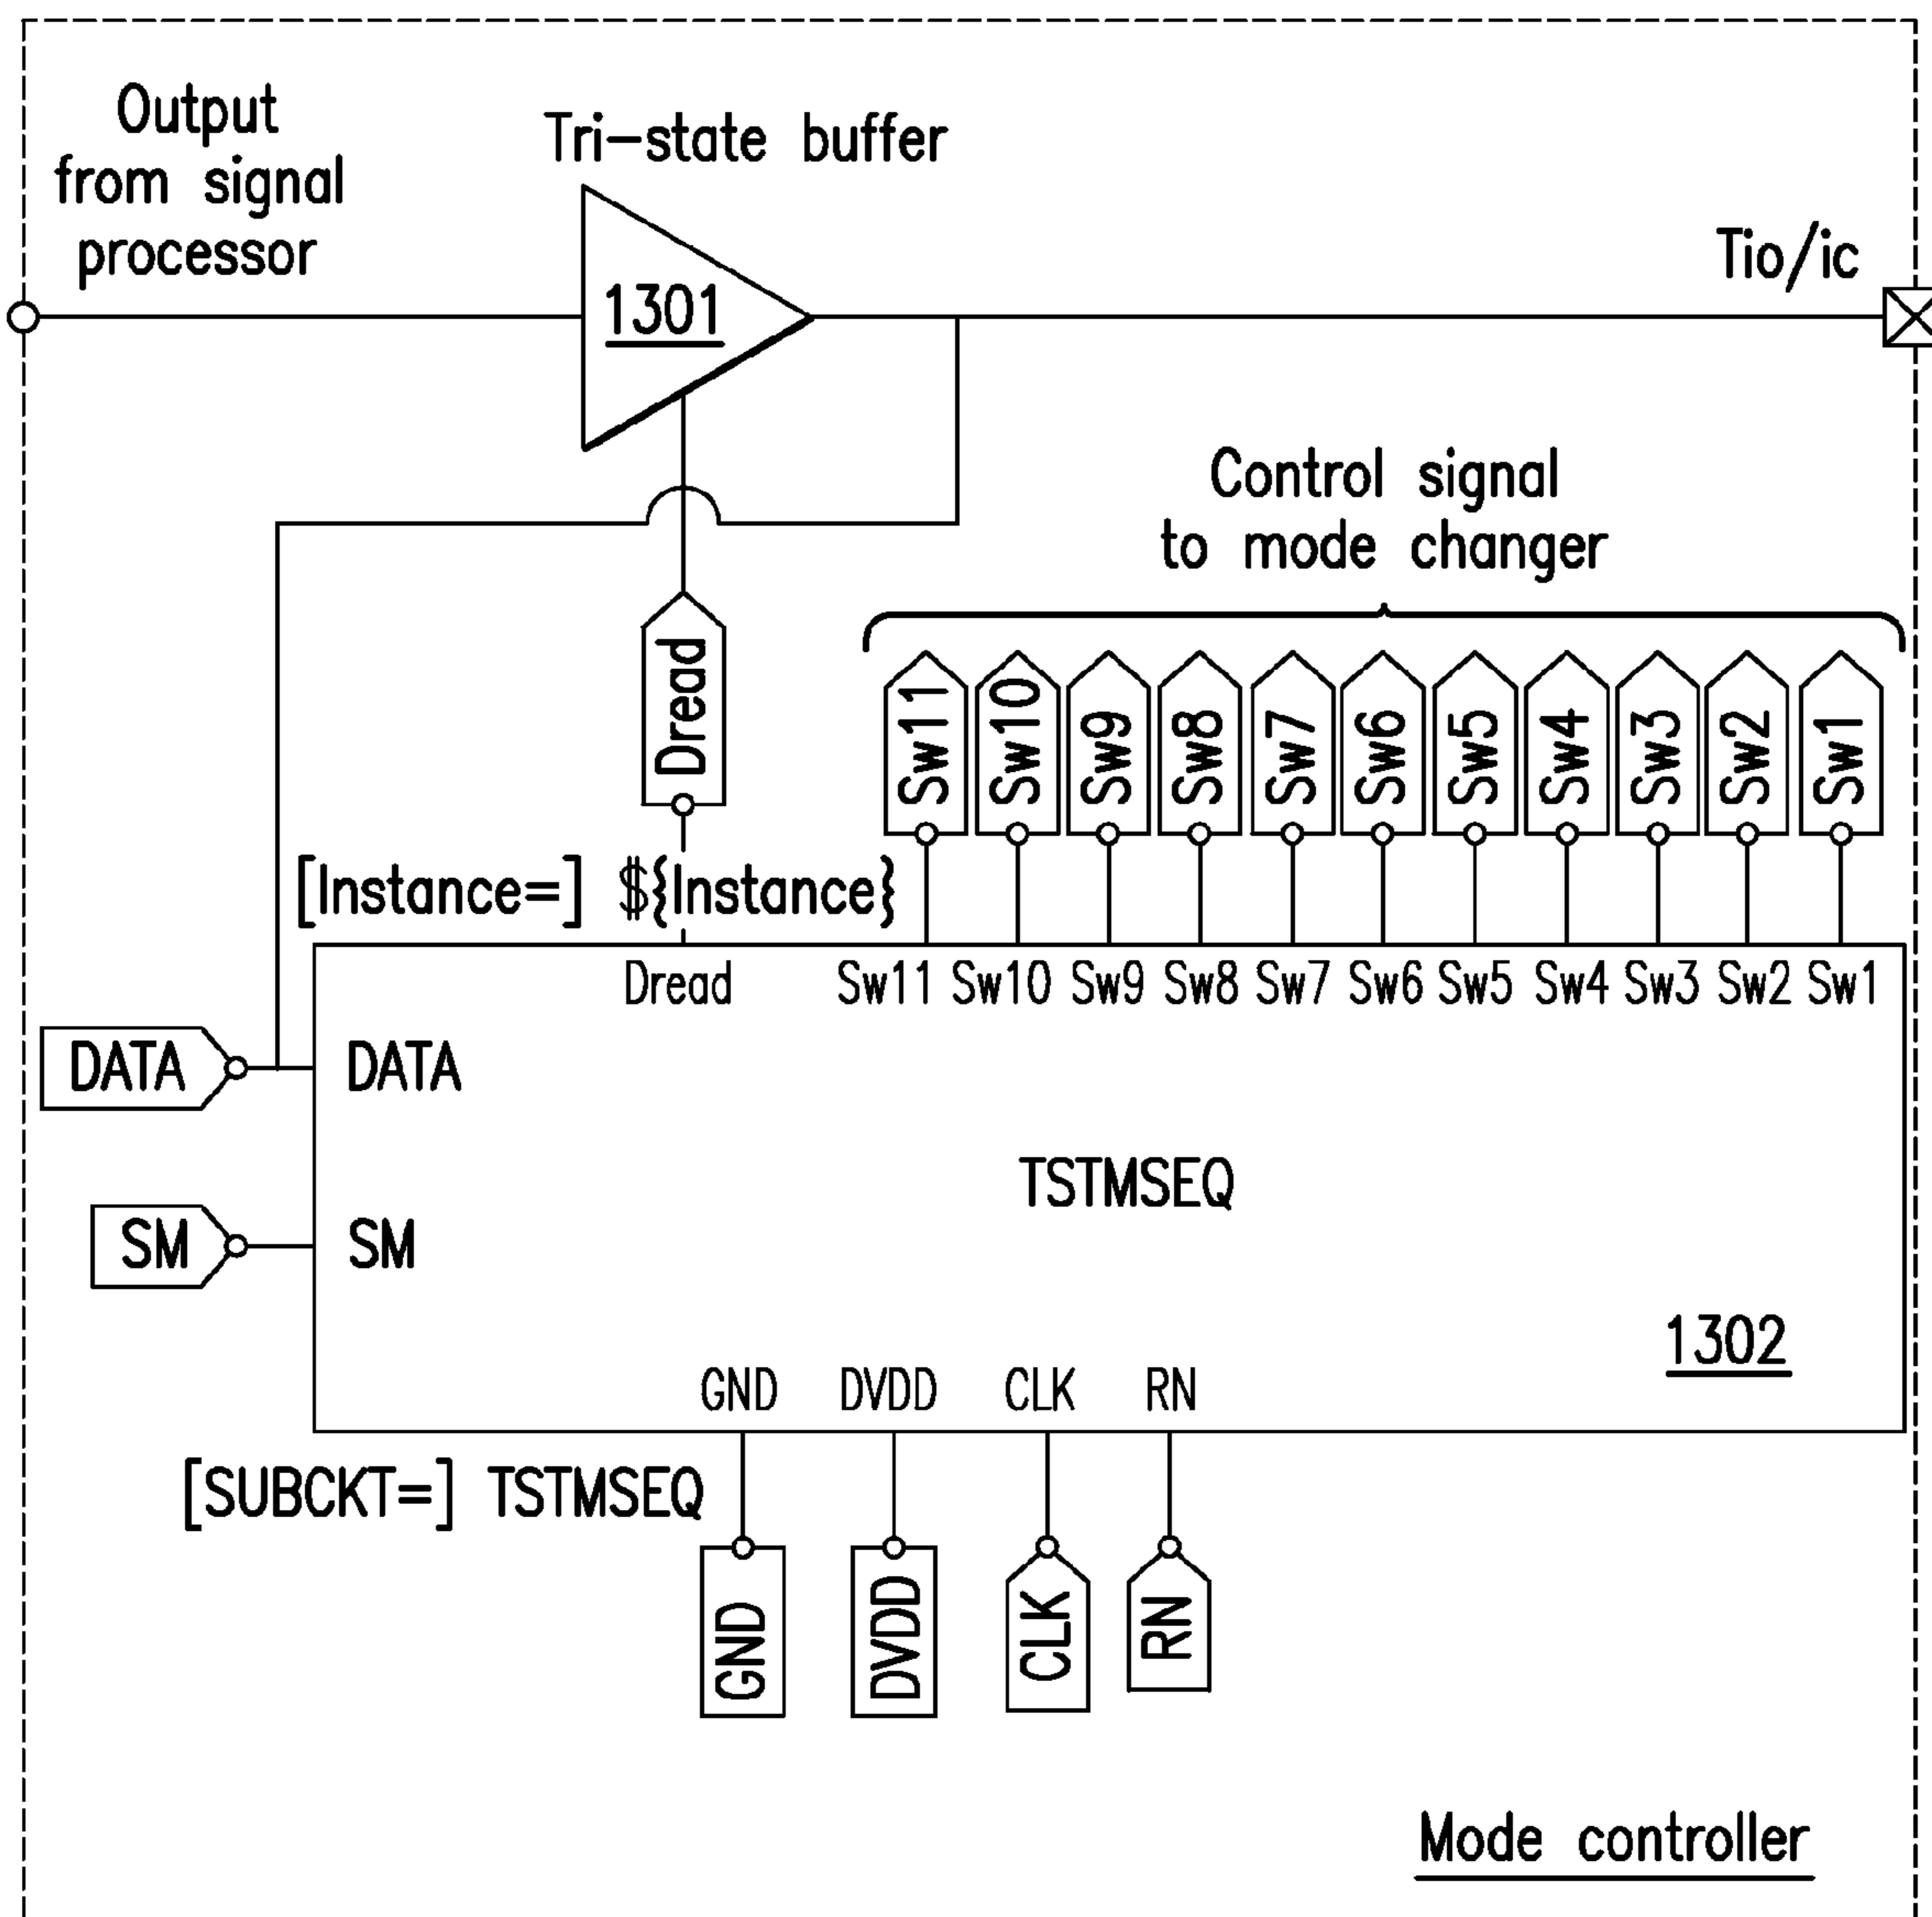 Output
from signal
processor
Tri-state buffer
1301
Tio/ic
Control signal
to mode changer
Dread
Sw11
Sw10
Sw9
Sw8
Sw7
Sw6
Sw5
Sw4
Sw3
Sw2
Sw1
[Instance=] ${Instance}
Dread Sw11 Sw10 Sw9 Sw8 Sw7 Sw6 Sw5 Sw4 Sw3 Sw2 Sw1
DATA
DATA
TSTMSEQ
SM
SM
1302
GND DVDD CLK RN
[SUBCKT=] TSTMSEQ
GND
DVDD
CLK
RN
Mode controller